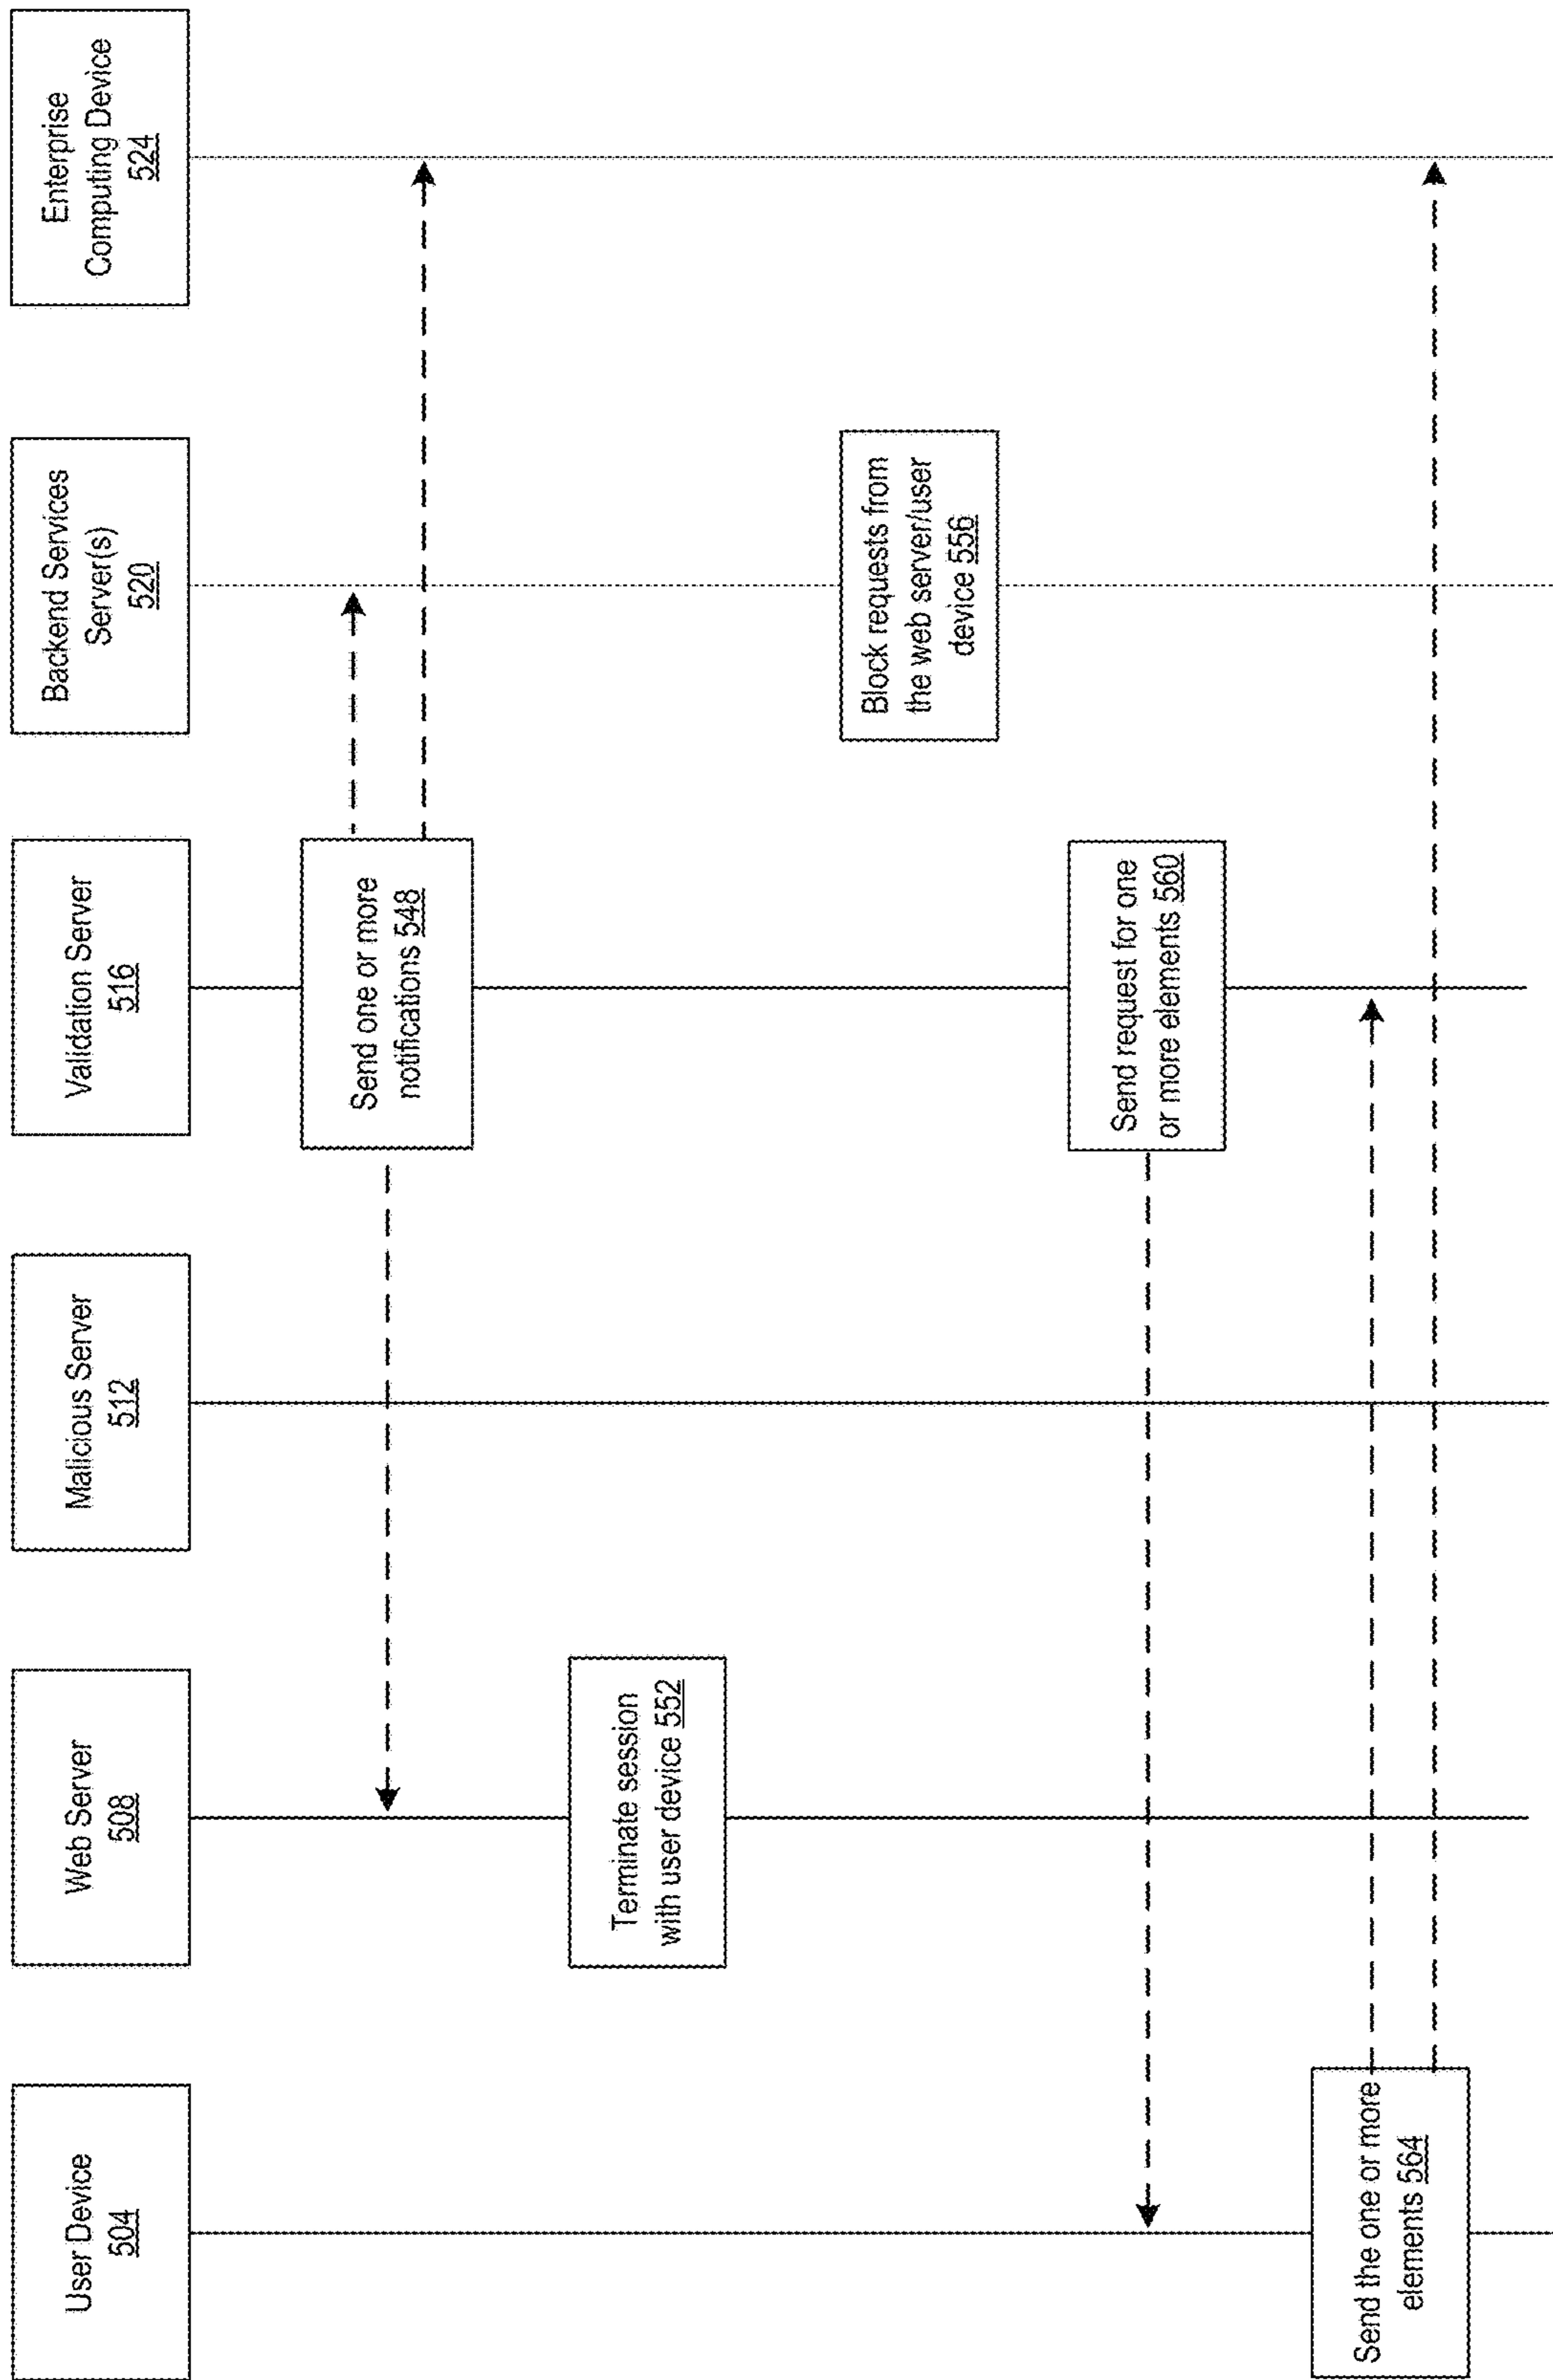 User Device
504
Web Server
508
Malicious Server
512
Validation Server
516
Backend Services
Server(s)
520
Enterprise
Computing Device
524
Send one or more
notifications 548
Terminate session
with user device 552
Block requests from
the web server/user
device 556
Send request for one
or more elements 560
Send the one or more
elements 564